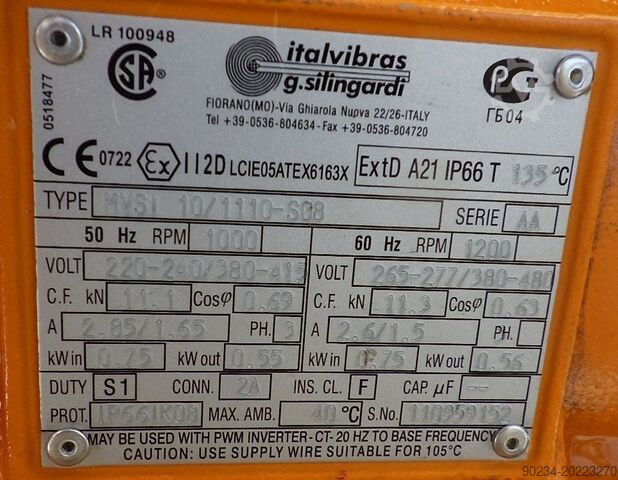 LR 100948
0518477
SA
italvibras
g.silingardi
FIORANO(MO)-Via Ghiarola Nuova 22/26-ITALY
Tel +39-0536-804634-Fax +39-0536-804720
РСТ
ГБ04
CE 0722 Ex II2D LCIE05ATEX6163X ExtD A21 IP66 T 135 ºC
TYPE MVSI 10/1110-S08 SERIE AA
50 Hz RPM 1000 60 Hz RPM 1200
VOLT 220-240/380-415 VOLT 265-277/380-480
C.F. kN 11.1 Cosφ 0.69 C.F. kN 11.3 Cosφ 0.63
A 2.85/1.65 PH. 3 A 2.6/1.5 PH. 3
kW in 0.75 kW out 0.55 kW in 0.75 kW out 0.56
DUTY S1 CONN. 2A INS. CL. F CAP. µF --
PROT. IP66IK08 MAX. AMB. 40 ºC S.No. 110959152
MAY BE USED WITH PWM INVERTER -CT- 20 HZ TO BASE FREQUENCY
CAUTION: USE SUPPLY WIRE SUITABLE FOR 105°C
90234-20223270